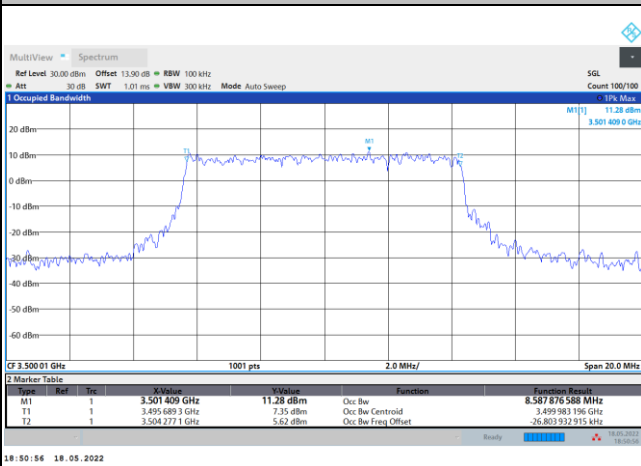 MultiView Spectrum
Ref Level 30.00 dBm Offset 13.90 dB RBW 100 kHz SGL
Att 30 dB SWT 1.01 ms VBW 300 kHz Mode Auto Sweep Count 100/100
1 Occupied Bandwidth 1Pk Max
M1[1] 11.28 dBm
3.501 409 0 GHz
20 dBm
M1
T1
T2
10 dBm
0 dBm
-10 dBm
-20 dBm
-30 dBm
-40 dBm
-50 dBm
-60 dBm
CF 3.500 01 GHz 1001 pts 2.0 MHz/ Span 20.0 MHz
2 Marker Table
Type Ref Trc X-Value Y-Value Function Function Result
M1 1 3.501 409 GHz 11.28 dBm Occ Bw 8.587 876 588 MHz
T1 1 3.495 689 3 GHz 7.35 dBm Occ Bw Centroid 3.499 983 196 GHz
T2 1 3.504 277 1 GHz 5.62 dBm Occ Bw Freq Offset -26.803 932 915 kHz
Ready 18.05.2022
18:50:56
18:50:56 18.05.2022